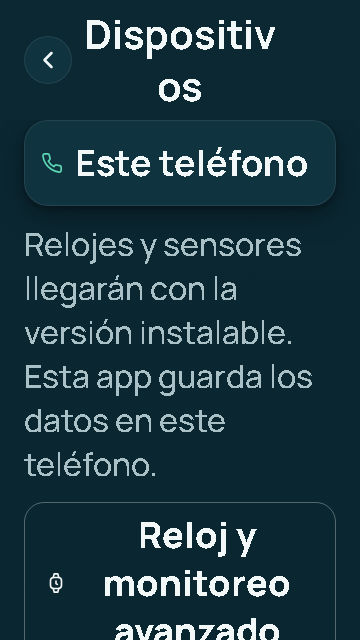 Dispositiv
os
Este teléfono
Relojes y sensores
llegarán con la
versión instalable.
Esta app guarda los
datos en este
teléfono.
Reloj y
monitoreo
avanzado